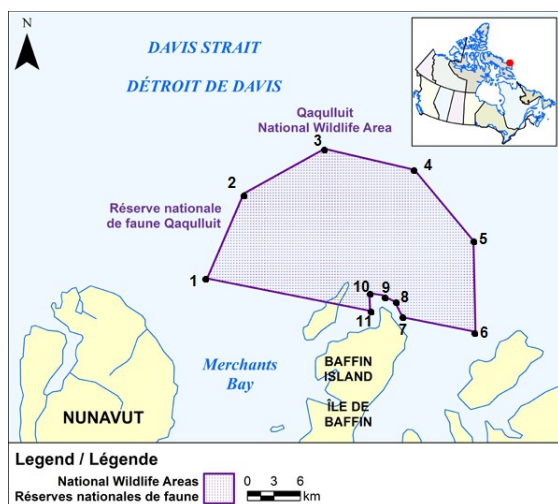 N
DAVIS STRAIT
DÉTROIT DE DAVIS
Qaqulluit
National Wildlife Area
3
4
2
Réserve nationale
de faune Qaqulluit
5
1
10
9
8
11
7
6
Merchants
Bay
BAFFIN
ISLAND
NUNAVUT
ÎLE DE
BAFFIN
Legend / Légende
National Wildlife Areas
Réserves nationales de faune
0 3 6
km